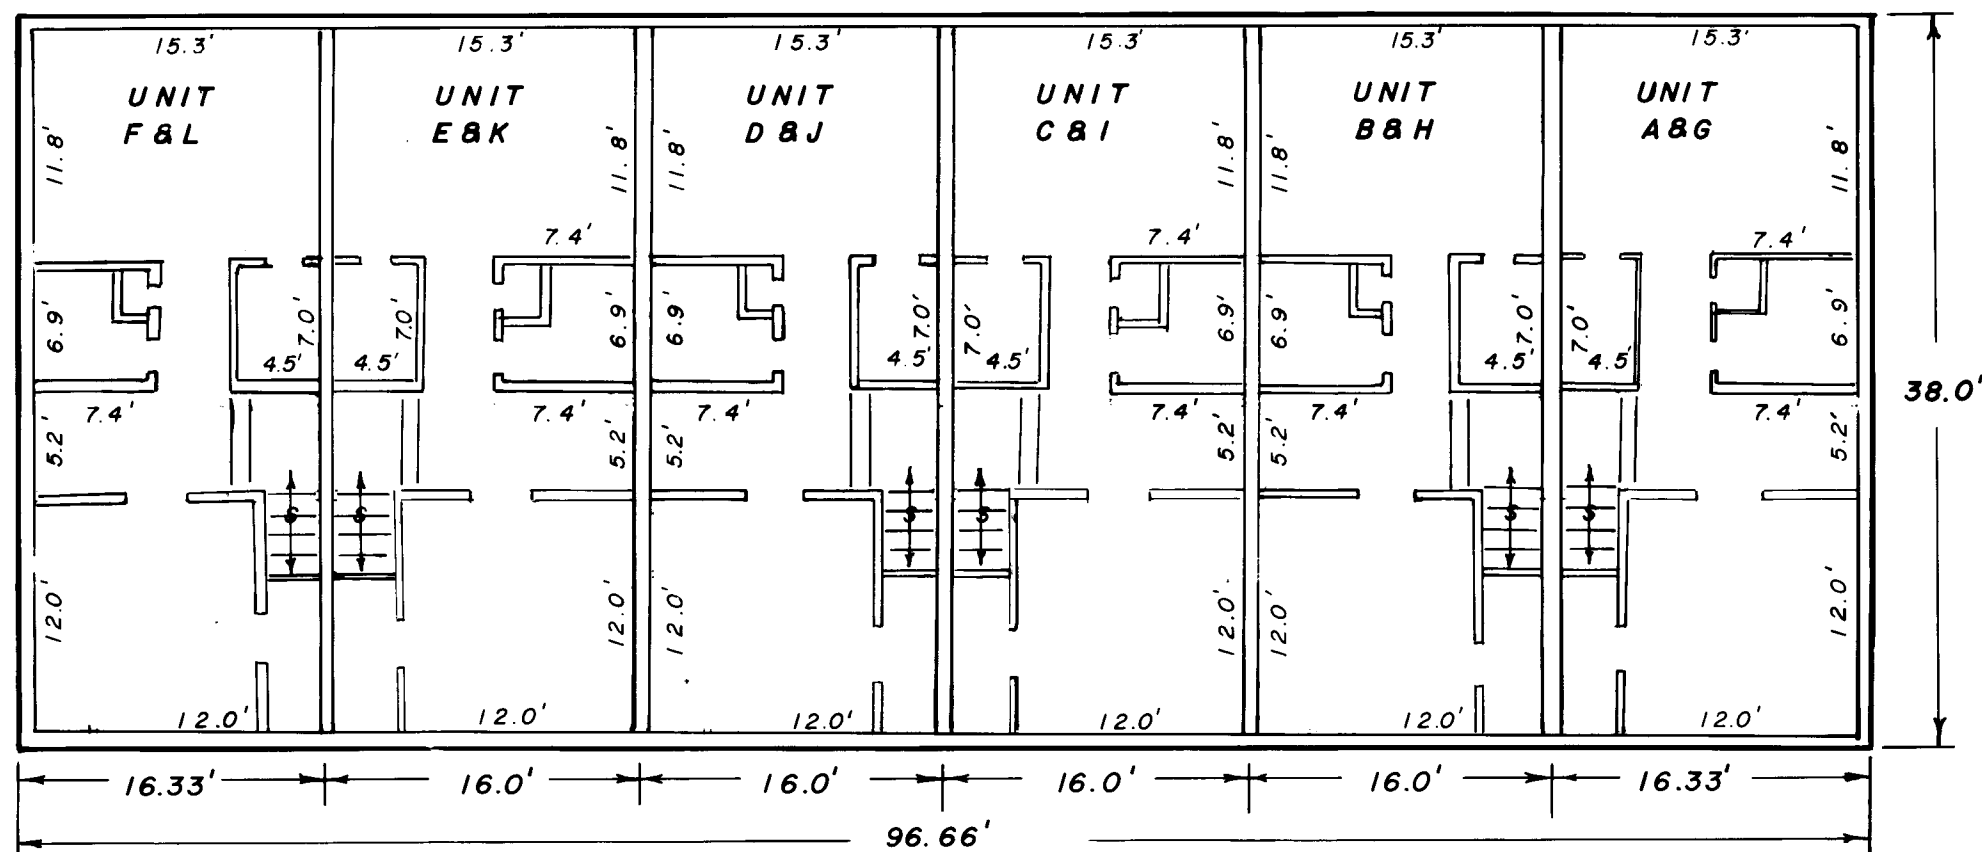 15.3' 15.3' 15.3' 15.3' 15.3' 15.3'
UNIT UNIT UNIT UNIT UNIT UNIT
F & L E & K D & J C & I B & H A & G
11.8' 11.8' 11.8' 11.8' 11.8' 11.8'
7.4' 7.4' 7.4'
6.9' 7.0' 7.0' 6.9' 6.9' 7.0' 7.0' 6.9' 6.9' 7.0' 7.0' 6.9'
4.5' 4.5' 4.5' 4.5' 4.5' 4.5'
38.0'
7.4' 7.4' 7.4' 7.4' 7.4' 7.4'
5.2' 5.2' 5.2' 5.2' 5.2' 5.2'
S S S S S S
12.0' 12.0' 12.0' 12.0' 12.0' 12.0'
12.0' 12.0' 12.0' 12.0' 12.0' 12.0'
16.33' 16.0' 16.0' 16.0' 16.0' 16.33'
96.66'